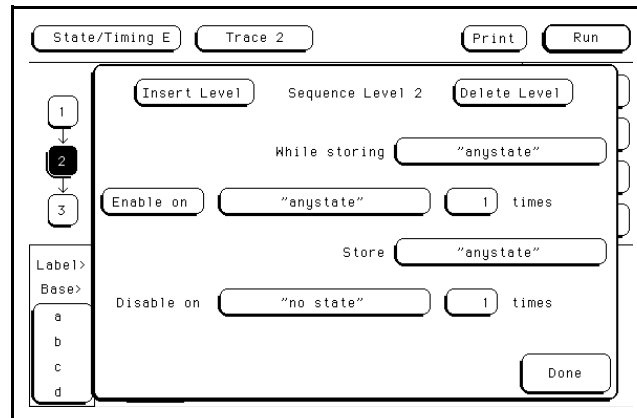 State/Timing E Trace 2 Print Run
Insert Level Sequence Level 2 Delete Level
1
While storing "anystate"
2
Enable on "anystate" 1 times
3
Store "anystate"
Label>
Base>
Disable on "no state" 1 times
a
b
c
Done
d